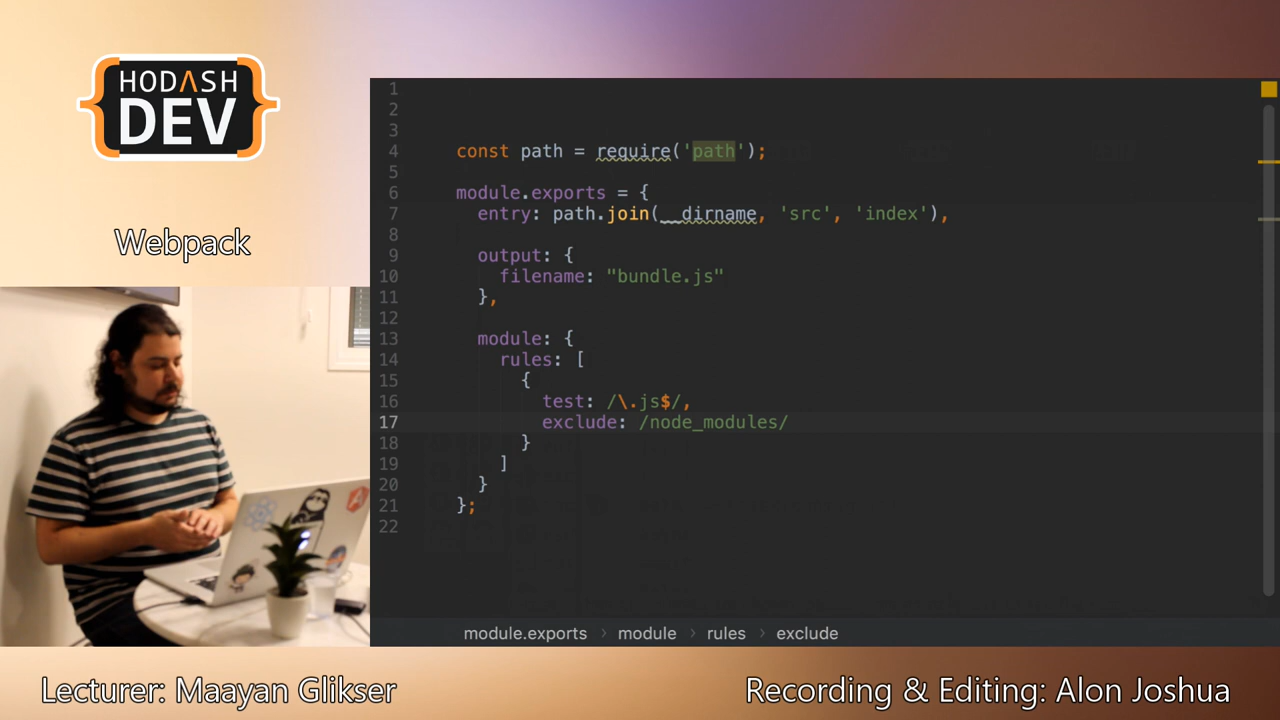 HODɅSH
DEV
Webpack
1
2
3
4 const path = require('path');
5
6 module.exports = {
7 entry: path.join(__dirname, 'src', 'index'),
8
9 output: {
10 filename: "bundle.js"
11 },
12
13 module: {
14 rules: [
15 {
16 test: /\.js$/,
17 exclude: /node_modules/
18 }
19 ]
20 }
21 };
22
module.exports > module > rules > exclude
Lecturer: Maayan Glikser
Recording & Editing: Alon Joshua